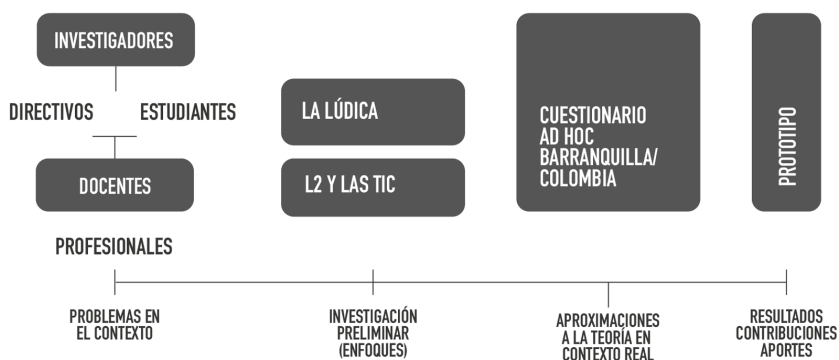 INVESTIGADORES
DIRECTIVOS
ESTUDIANTES
DOCENTES
PROFESIONALES
LA LÚDICA
L2 Y LAS TIC
CUESTIONARIO
AD HOC
BARRANQUILLA/
COLOMBIA
PROTOTIPO
PROBLEMAS EN
EL CONTEXTO
INVESTIGACIÓN
PRELIMINAR
(ENFOQUES)
APROXIMACIONES
A LA TEORÍA EN
CONTEXTO REAL
RESULTADOS
CONTRIBUCIONES
APORTES